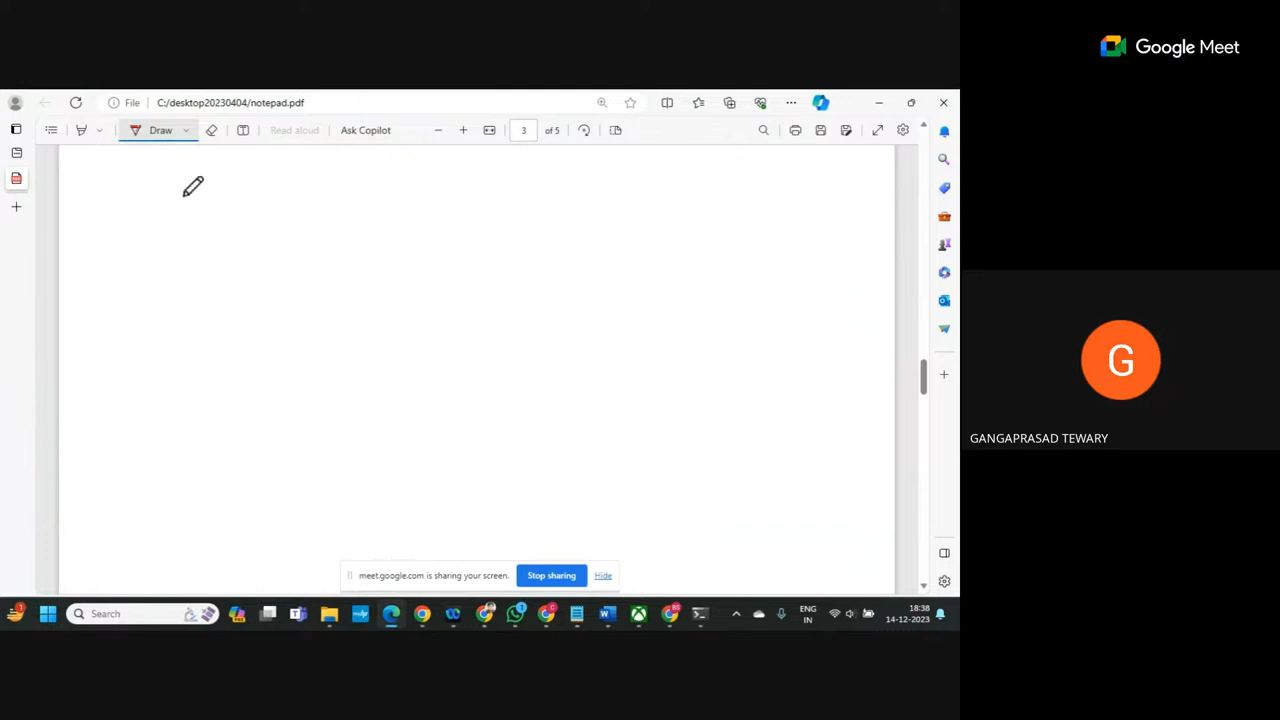 Google Meet
File C:/desktop20230404/notepad.pdf
Draw Read aloud Ask Copilot 3 of 5
G
GANGAPRASAD TEWARY
meet.google.com is sharing your screen. Stop sharing Hide
Search ENG 18:38
IN 14-12-2023